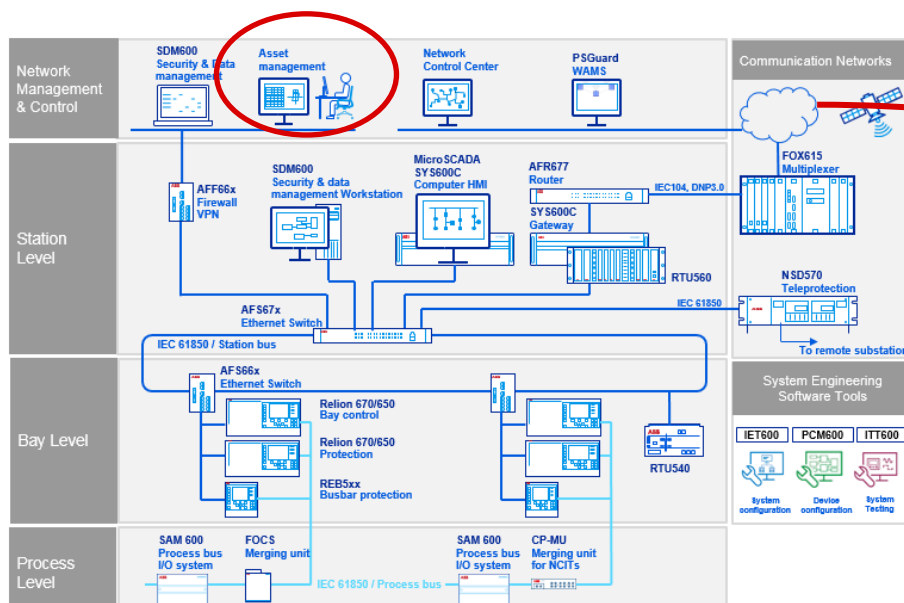 Network
Management
& Control
SDM600
Security & Data
management
Asset
management
Network
Control Center
PSGuard
WAMS
Communication Networks
Station
Level
AFF66x
Firewall
VPN
SDM600
Security & data
management Workstation
MicroSCADA
SYS600C
Computer HMI
AFR677
Router
IEC104, DNP3.0
SYS600C
Gateway
RTU560
FOX615
Multiplexer
NSD570
Teleprotection
IEC 61850
To remote substation
AFS67x
Ethernet Switch
IEC 61850 / Station bus
Bay Level
AFS66x
Ethernet Switch
Relion 670/650
Bay control
Relion 670/650
Protection
REB5xx
Busbar protection
ABB
RTU540
System Engineering
Software Tools
IET600
PCM600
ITT600
System
configuration
Device
configuration
System
Testing
Process
Level
SAM 600
Process bus
I/O system
FOCS
Merging unit
IEC 61850 / Process bus
SAM 600
Process bus
I/O system
CP-MU
Merging unit
for NCITs